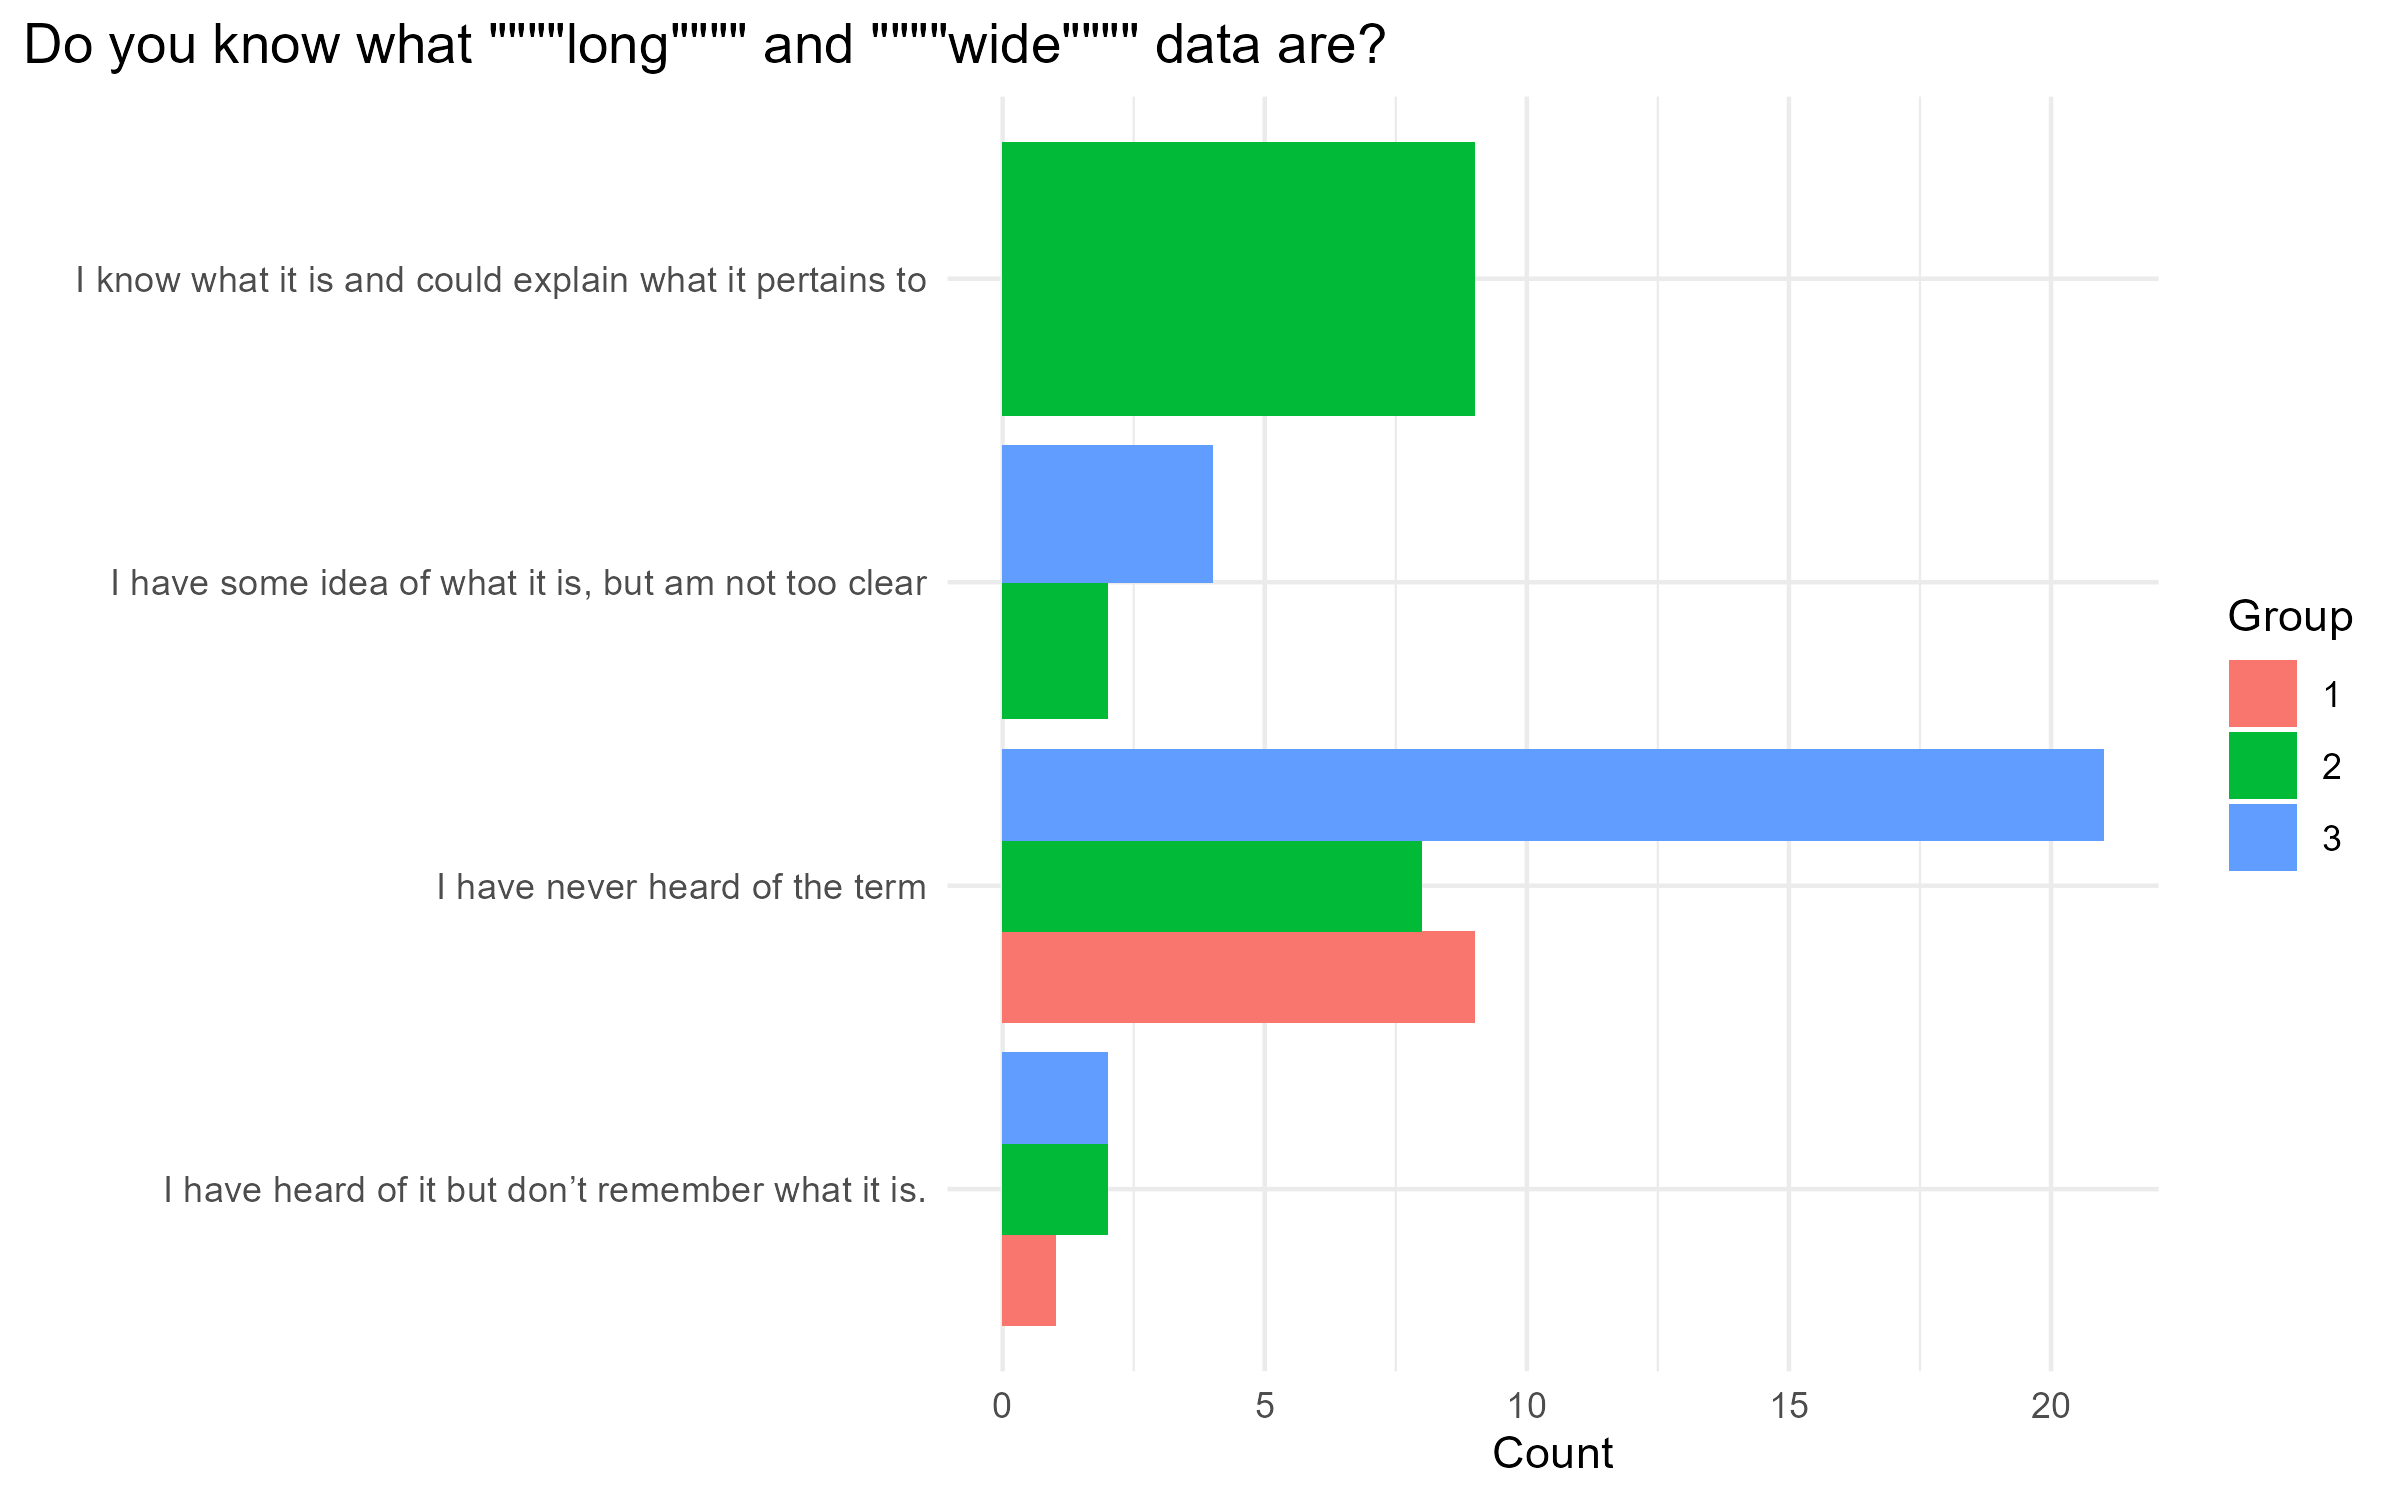 Do you know what """"long"""" and """"wide"""" data are?
I know what it is and could explain what it pertains to
I have some idea of what it is, but am not too clear
I have never heard of the term
I have heard of it but don’t remember what it is.
0 5 10 15 20
Count
Group
1
2
3